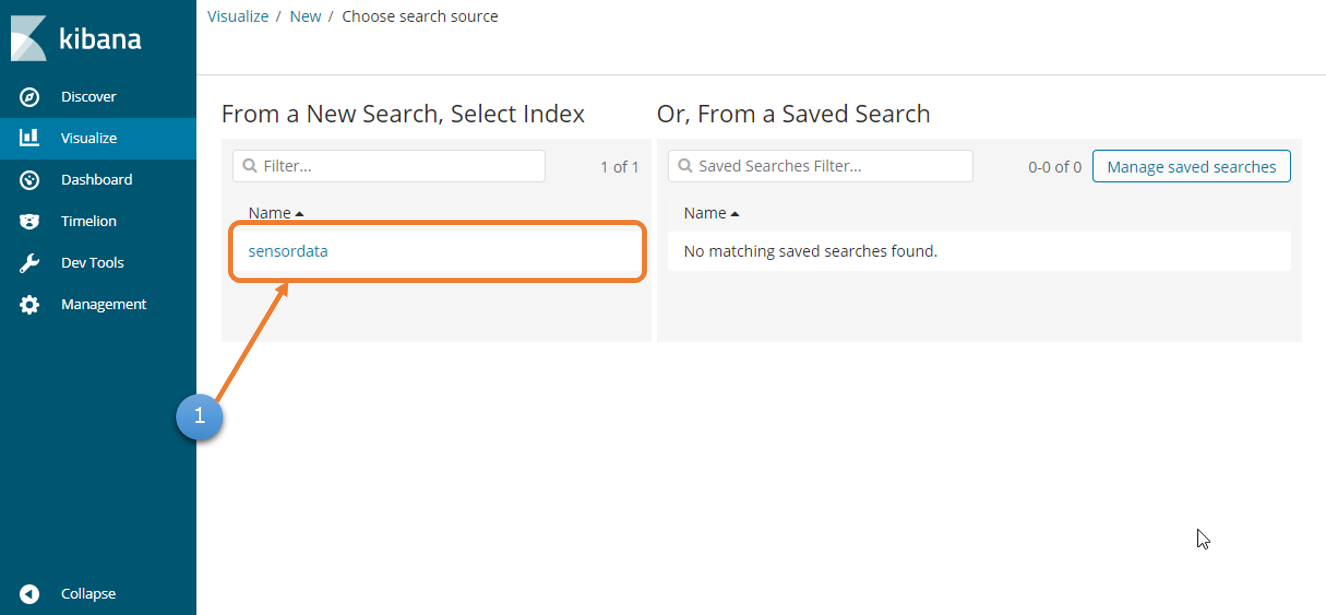 kibana
Discover
Visualize
Dashboard
Timelion
Dev Tools
Management
Collapse
Visualize / New / Choose search source
From a New Search, Select Index
Filter...
1 of 1
Name
sensordata
1
Or, From a Saved Search
Saved Searches Filter...
0-0 of 0
Manage saved searches
Name
No matching saved searches found.